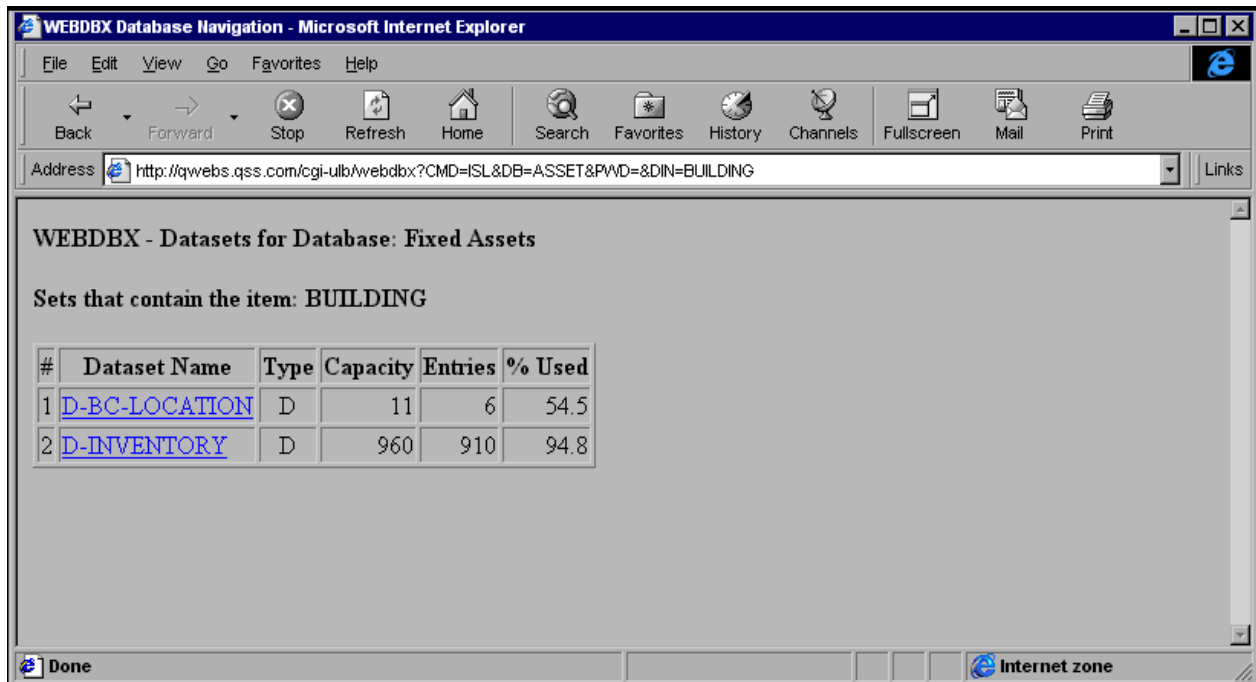 WEBDBX Database Navigation - Microsoft Internet Explorer
File Edit View Go Favorites Help
Back Forward Stop Refresh Home Search Favorites History Channels Fullscreen Mail Print
Address http://qwebs.qss.com/cgi-ulb/webdbx?CMD=ISL&DB=ASSET&PWD=&DIN=BUILDING Links
WEBDBX - Datasets for Database: Fixed Assets
Sets that contain the item: BUILDING
# Dataset Name Type Capacity Entries % Used
1 D-BC-LOCATION D 11 6 54.5
2 D-INVENTORY D 960 910 94.8
Done Internet zone